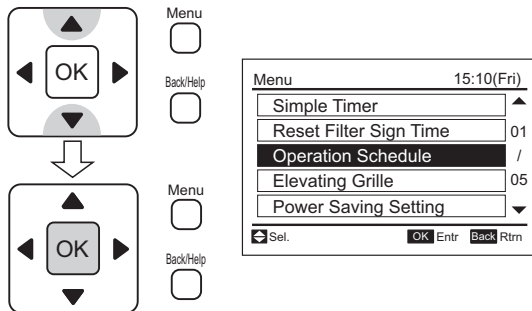 Menu
OK
Back/Help
Menu
OK
Back/Help
Menu 15:10(Fri)
Simple Timer
Reset Filter Sign Time
Operation Schedule
Elevating Grille
Power Saving Setting
01
/
05
Sel. OK Entr Back Rtrn